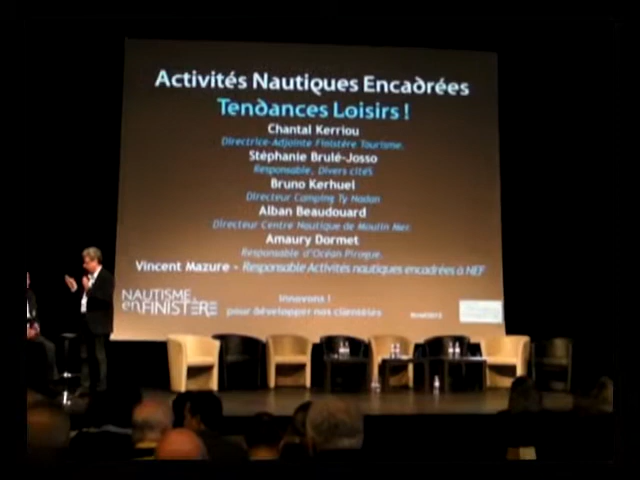 Activités Nautiques Encadrées
Tendances Loisirs !
Chantal Kerriou
Directrice-Adjointe Finistère Tourisme.
Stéphanie Brulé-Josso
Responsable, Divers cités
Bruno Kerhuel
Directeur Camping Ty Nadan
Alban Beaudouard
Directeur Centre Nautique de Moulin Mer
Amaury Dormet
Responsable d'Océan Pirogue.
Vincent Mazure - Responsable Activités nautiques encadrées à NEF
NAUTISME
en FINISTERE
Innovons !
pour développer nos clientèles